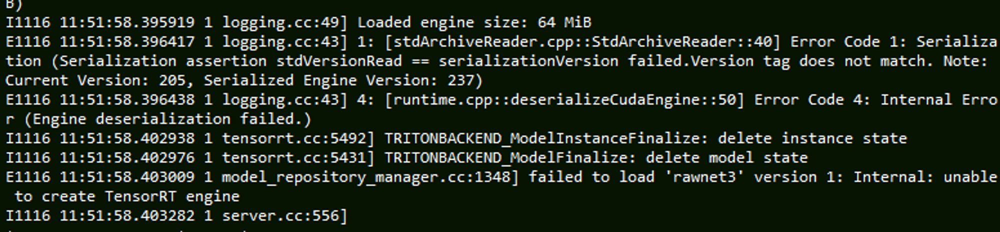 B)
I1116 11:51:58.395919 1 logging.cc:49] Loaded engine size: 64 MiB
E1116 11:51:58.396417 1 logging.cc:43] 1: [stdArchiveReader.cpp::StdArchiveReader::40] Error Code 1: Serializa
tion (Serialization assertion stdVersionRead == serializationVersion failed.Version tag does not match. Note:
Current Version: 205, Serialized Engine Version: 237)
E1116 11:51:58.396438 1 logging.cc:43] 4: [runtime.cpp::deserializeCudaEngine::50] Error Code 4: Internal Erro
r (Engine deserialization failed.)
I1116 11:51:58.402938 1 tensorrt.cc:5492] TRITONBACKEND_ModelInstanceFinalize: delete instance state
I1116 11:51:58.402976 1 tensorrt.cc:5431] TRITONBACKEND_ModelFinalize: delete model state
E1116 11:51:58.403009 1 model_repository_manager.cc:1348] failed to load 'rawnet3' version 1: Internal: unable
 to create TensorRT engine
I1116 11:51:58.403282 1 server.cc:556]